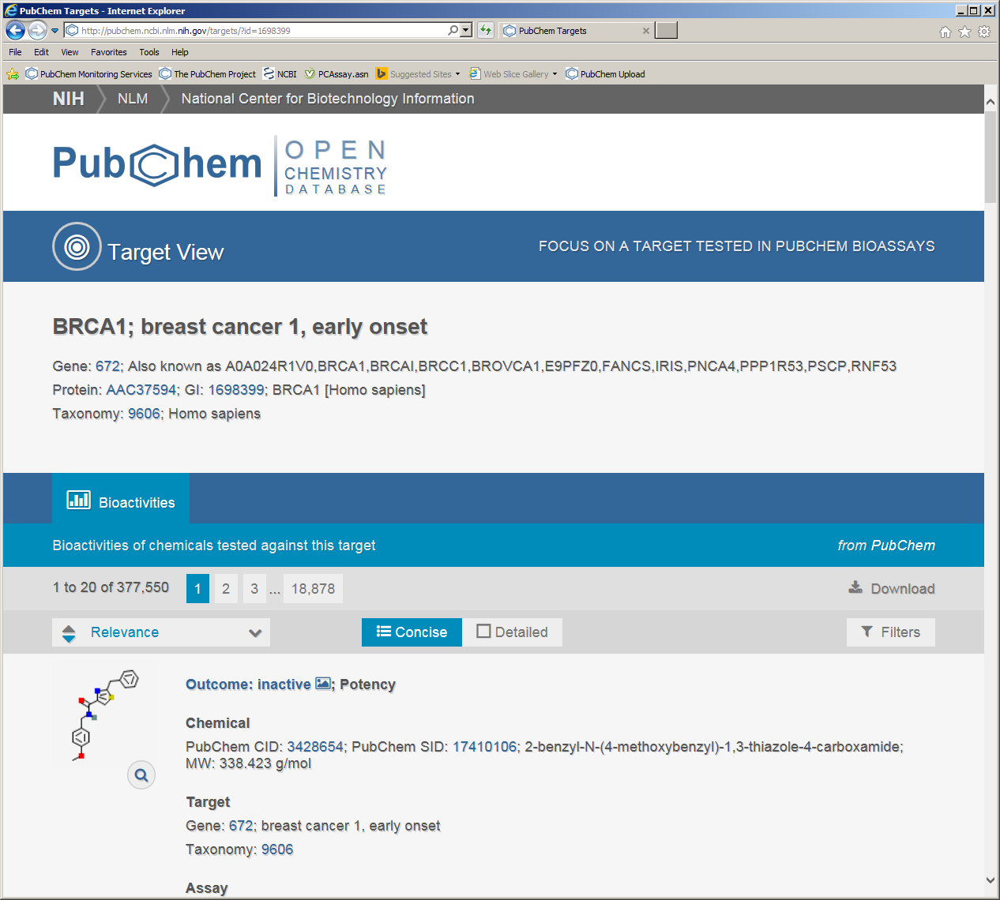 PubChem Targets - Internet Explorer
http://pubchem.ncbi.nlm.nih.gov/targets/?id=1698399
PubChem Targets
File Edit View Favorites Tools Help
PubChem Monitoring Services The PubChem Project NCBI PCAssay.asn Suggested Sites Web Slice Gallery PubChem Upload
NIH NLM National Center for Biotechnology Information
PubChem
OPEN
CHEMISTRY
DATABASE
Target View
FOCUS ON A TARGET TESTED IN PUBCHEM BIOASSAYS
BRCA1; breast cancer 1, early onset
Gene: 672; Also known as A0A024R1V0,BRCA1,BRCAI,BRCC1,BROVCA1,E9PFZ0,FANCS,IRIS,PNCA4,PPP1R53,PSCP,RNF53
Protein: AAC37594; GI: 1698399; BRCA1 [Homo sapiens]
Taxonomy: 9606; Homo sapiens
Bioactivities
Bioactivities of chemicals tested against this target
from PubChem
1 to 20 of 377,550 1 2 3 ... 18,878
Download
Relevance
Concise Detailed
Filters
Outcome: inactive ; Potency
Chemical
PubChem CID: 3428654; PubChem SID: 17410106; 2-benzyl-N-(4-methoxybenzyl)-1,3-thiazole-4-carboxamide;
MW: 338.423 g/mol
Target
Gene: 672; breast cancer 1, early onset
Taxonomy: 9606
Assay